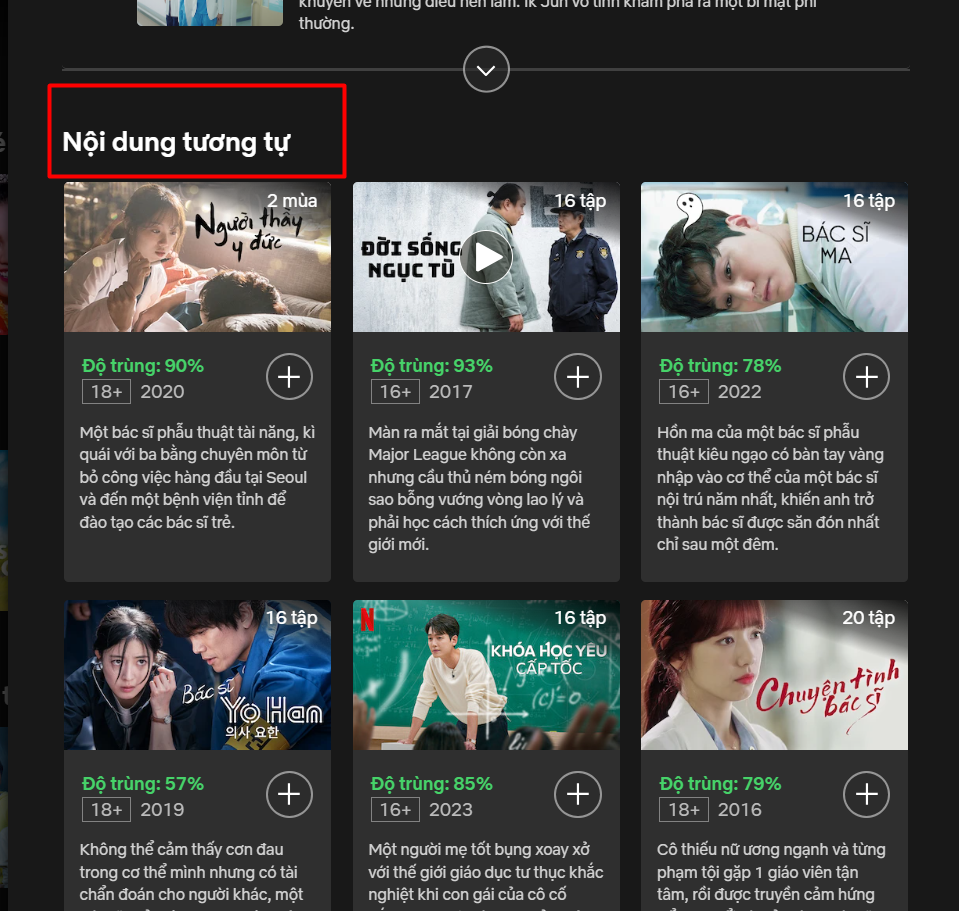 khuyên về những điều nên làm. Ik Jun vô tình khám phá ra một bí mật phi
thường.
Nội dung tương tự
2 mùa
Người thầy
y đức
16 tập
ĐỜI SỐNG
NGỤC TÙ
16 tập
BÁC SĨ
MA
Độ trùng: 90%
18+ 2020
Một bác sĩ phẫu thuật tài năng, kì
quái với ba bằng chuyên môn từ
bỏ công việc hàng đầu tại Seoul
và đến một bệnh viện tỉnh để
đào tạo các bác sĩ trẻ.
Độ trùng: 93%
16+ 2017
Màn ra mắt tại giải bóng chày
Major League không còn xa
nhưng cầu thủ ném bóng ngôi
sao bỗng vướng vòng lao lý và
phải học cách thích ứng với thế
giới mới.
Độ trùng: 78%
16+ 2022
Hồn ma của một bác sĩ phẫu
thuật kiêu ngạo có bàn tay vàng
nhập vào cơ thể của một bác sĩ
nội trú năm nhất, khiến anh trở
thành bác sĩ được săn đón nhất
chỉ sau một đêm.
16 tập
Bác sĩ
Yo Han
의사 요한
N
16 tập
KHÓA HỌC YÊU
CẤP TỐC
20 tập
Chuyện tình
bác sĩ
Độ trùng: 57%
18+ 2019
Không thể cảm thấy cơn đau
trong cơ thể mình nhưng có tài
chẩn đoán cho người khác, một
Độ trùng: 85%
16+ 2023
Một người mẹ tốt bụng xoay xở
với thế giới giáo dục tư thục khắc
nghiệt khi con gái của cô cố
Độ trùng: 79%
18+ 2016
Cô thiếu nữ ương ngạnh và từng
phạm tội gặp 1 giáo viên tận
tâm, rồi được truyền cảm hứng